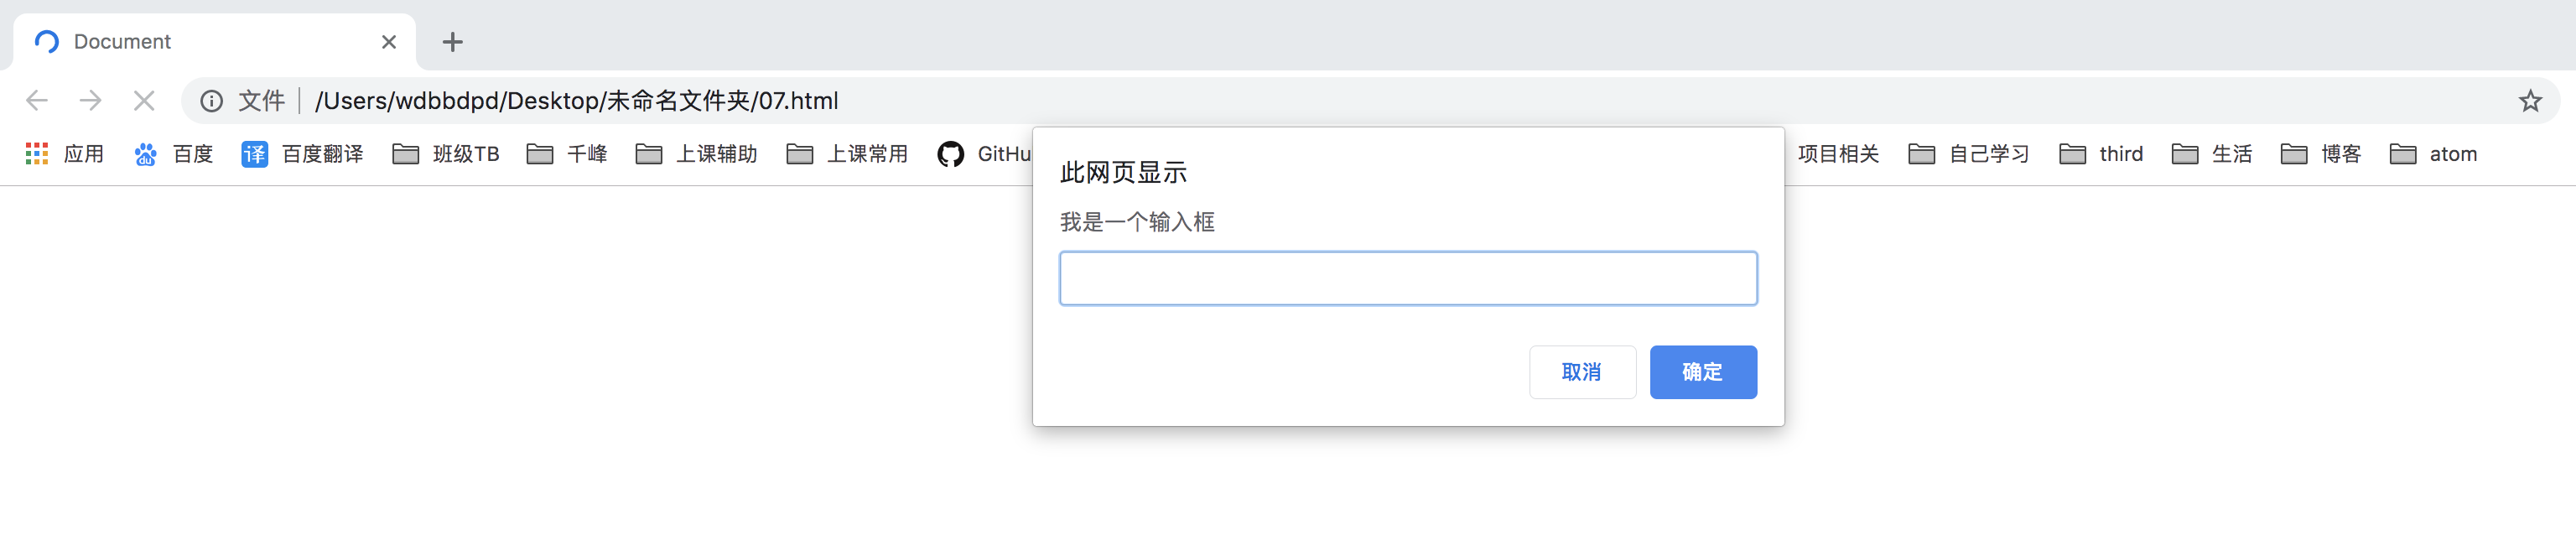 Document
文件 /Users/wdbbdpd/Desktop/未命名文件夹/07.html
应用 百度 译 百度翻译 班级TB 千峰 上课辅助 上课常用 GitHu 项目相关 自己学习 third 生活 博客 atom
此网页显示
我是一个输入框
取消 确定